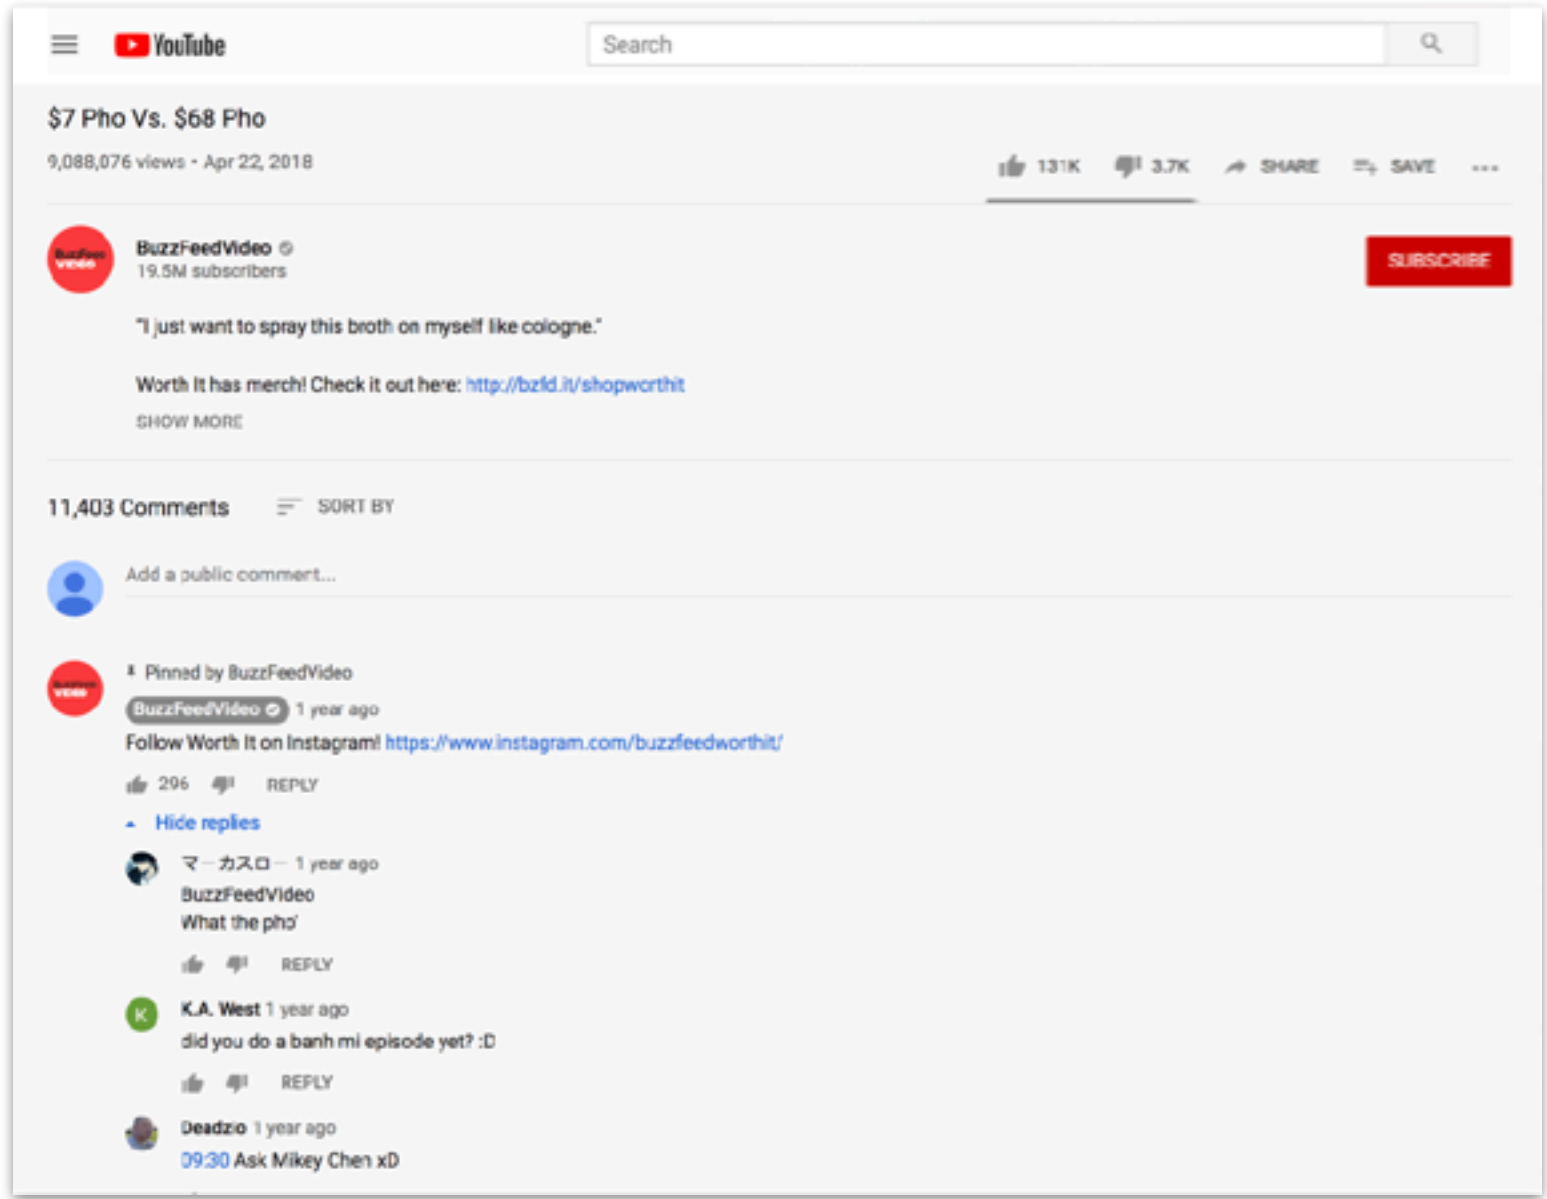 YouTube
Search
$7 Pho Vs. $68 Pho
9,088,076 views • Apr 22, 2018
131K 3.7K SHARE SAVE ...
BuzzFeed VIDEO
BuzzFeedVideo
19.5M subscribers
SUBSCRIBE
"I just want to spray this broth on myself like cologne."
Worth It has merch! Check it out here: http://bzfd.it/shopworthit
SHOW MORE
11,403 Comments SORT BY
Add a public comment...
Pinned by BuzzFeedVideo
BuzzFeed VIDEO
BuzzFeedVideo 1 year ago
Follow Worth It on Instagram! https://www.instagram.com/buzzfeedworthit/
296 REPLY
Hide replies
マーカスロー 1 year ago
BuzzFeedVideo
What the pho'
REPLY
K
K.A. West 1 year ago
did you do a banh mi episode yet? :D
REPLY
Deadzio 1 year ago
09:30 Ask Mikey Chen xD